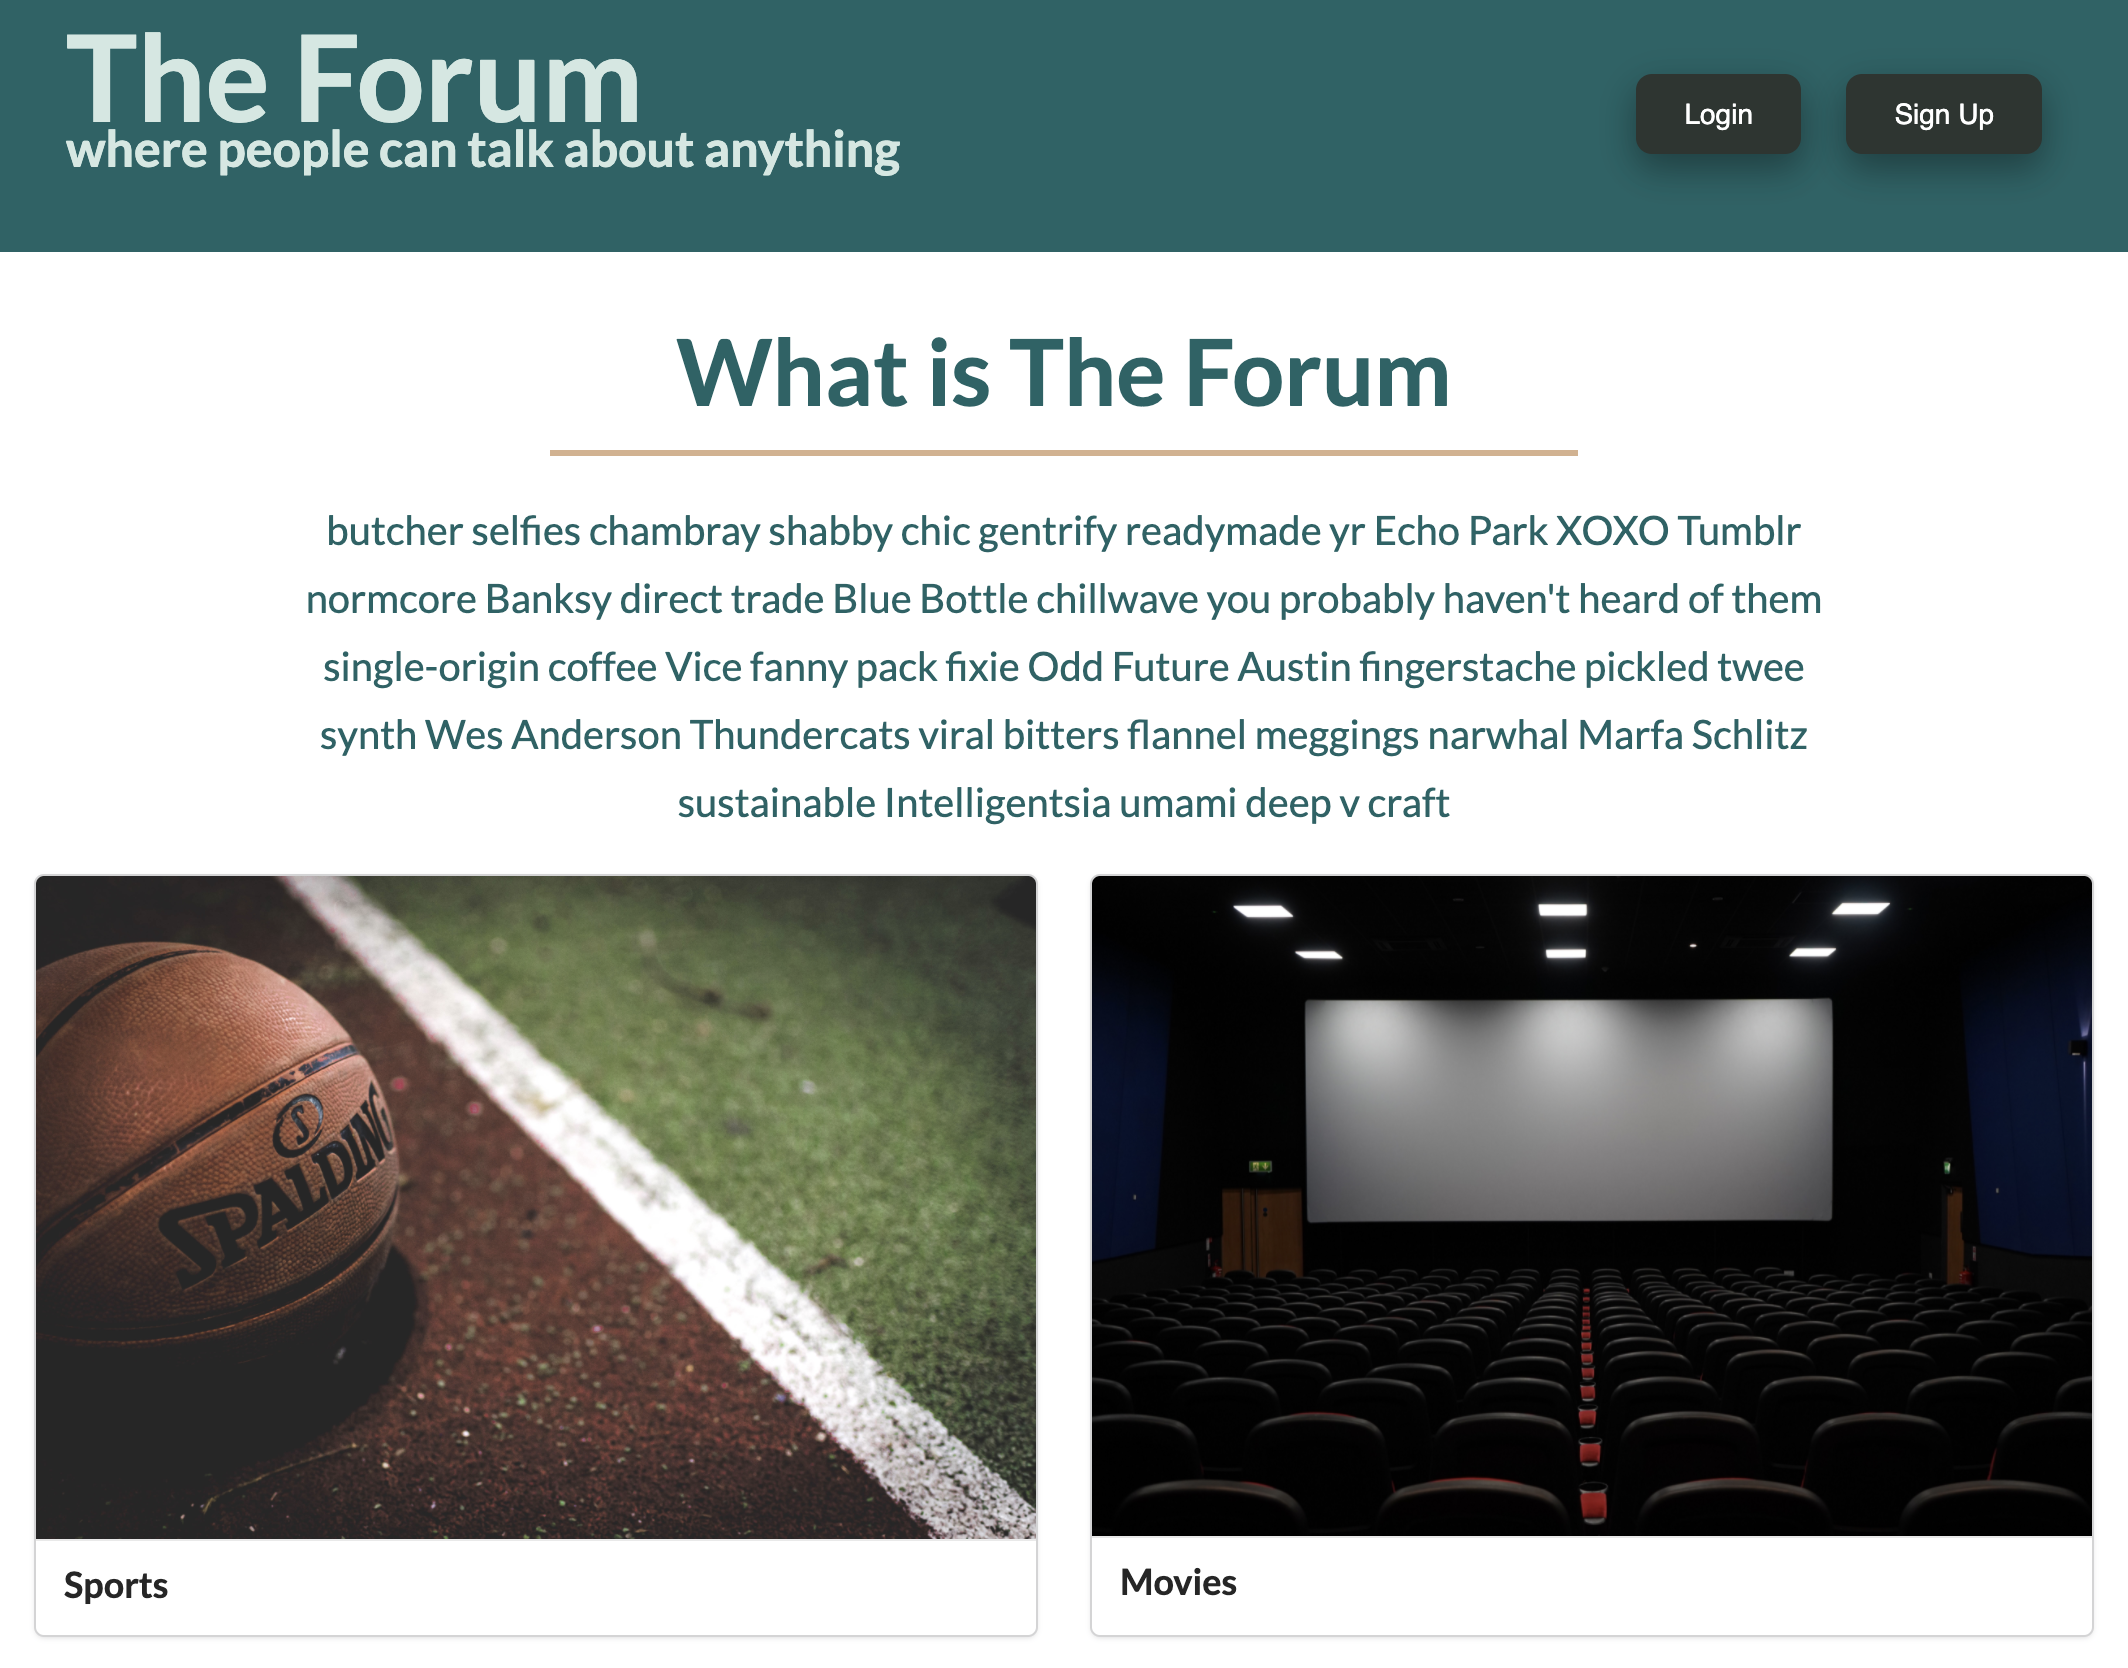 The Forum
where people can talk about anything
Login
Sign Up
What is The Forum
butcher selfies chambray shabby chic gentrify readymade yr Echo Park XOXO Tumblr
normcore Banksy direct trade Blue Bottle chillwave you probably haven't heard of them
single-origin coffee Vice fanny pack fixie Odd Future Austin fingerstache pickled twee
synth Wes Anderson Thundercats viral bitters flannel meggings narwhal Marfa Schlitz
sustainable Intelligentsia umami deep v craft
S
SPALDING
Sports
Movies